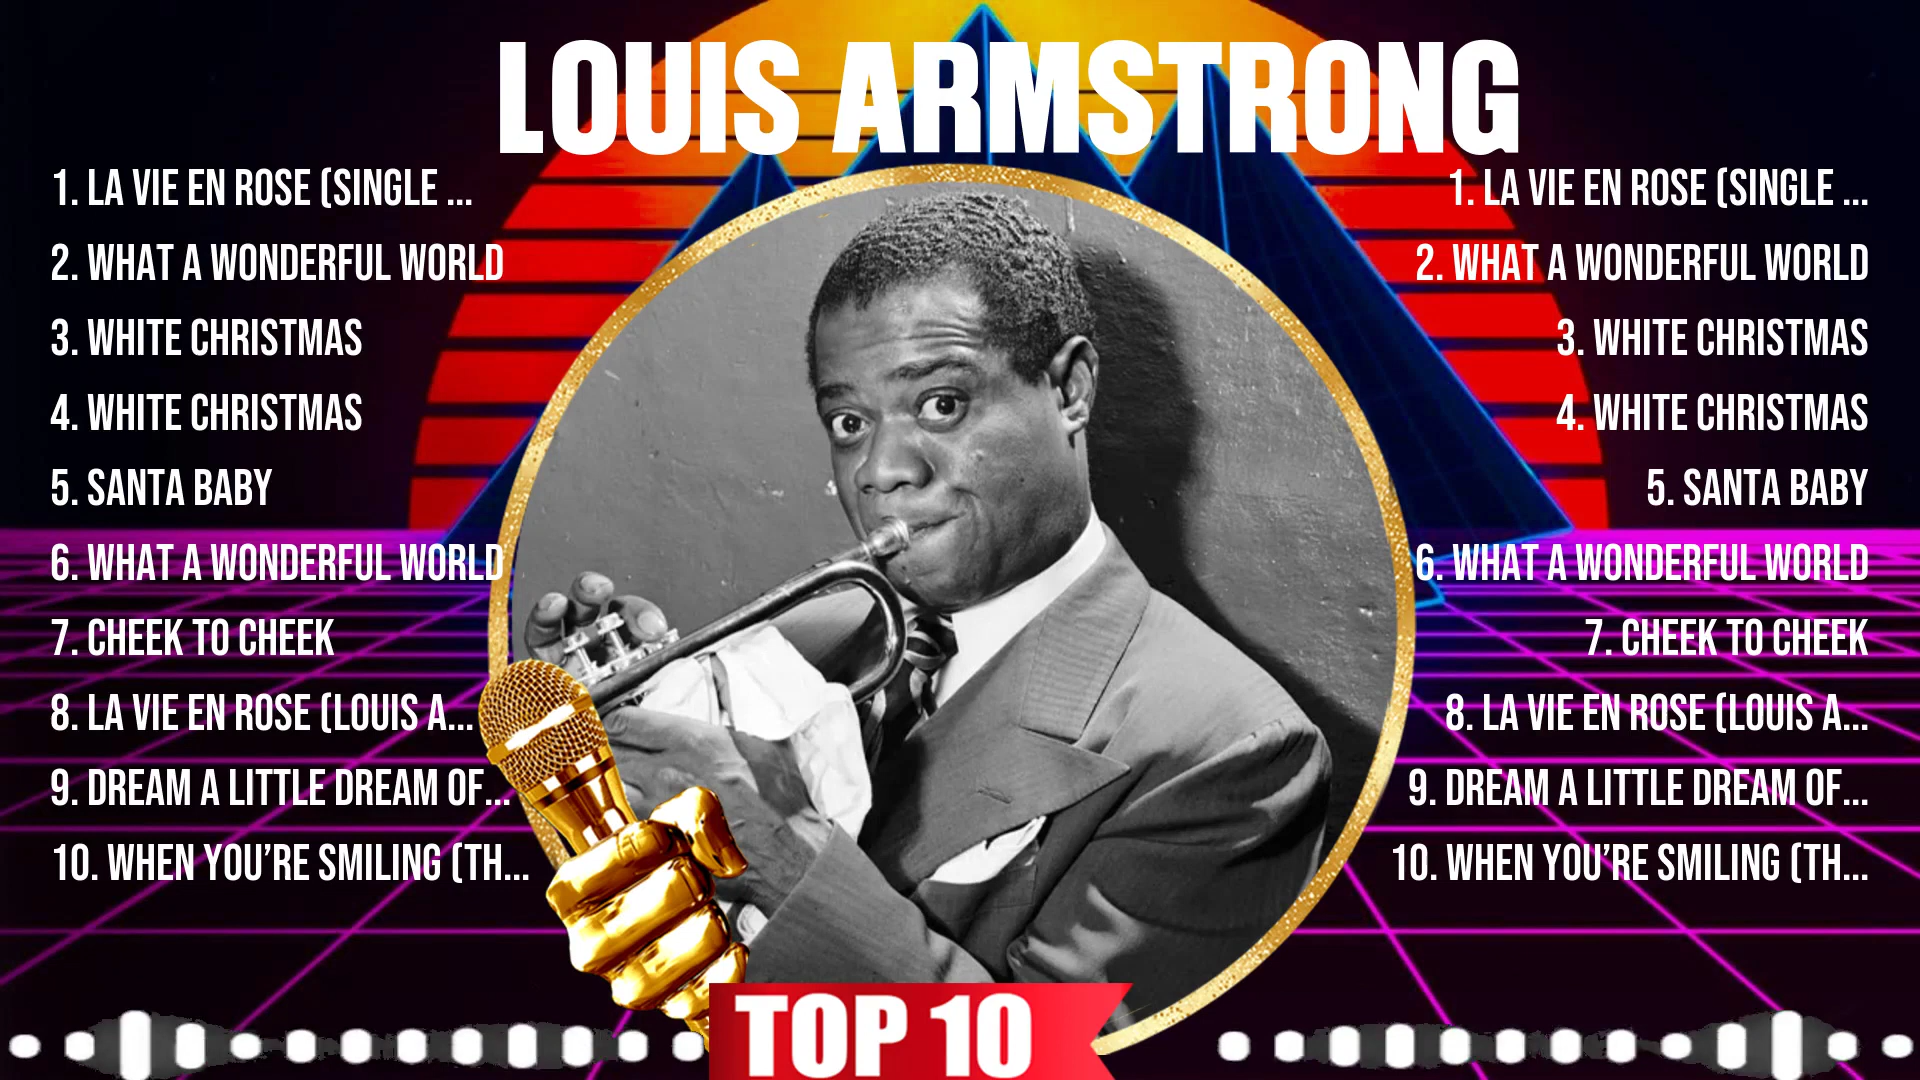 LOUIS ARMSTRONG
1. LA VIE EN ROSE (SINGLE ...
2. WHAT A WONDERFUL WORLD
3. WHITE CHRISTMAS
4. WHITE CHRISTMAS
5. SANTA BABY
6. WHAT A WONDERFUL WORLD
7. CHEEK TO CHEEK
8. LA VIE EN ROSE (LOUIS A...
9. DREAM A LITTLE DREAM OF...
10. WHEN YOU’RE SMILING (TH...
1. LA VIE EN ROSE (SINGLE ...
2. WHAT A WONDERFUL WORLD
3. WHITE CHRISTMAS
4. WHITE CHRISTMAS
5. SANTA BABY
6. WHAT A WONDERFUL WORLD
7. CHEEK TO CHEEK
8. LA VIE EN ROSE (LOUIS A...
9. DREAM A LITTLE DREAM OF...
10. WHEN YOU’RE SMILING (TH...
TOP 10